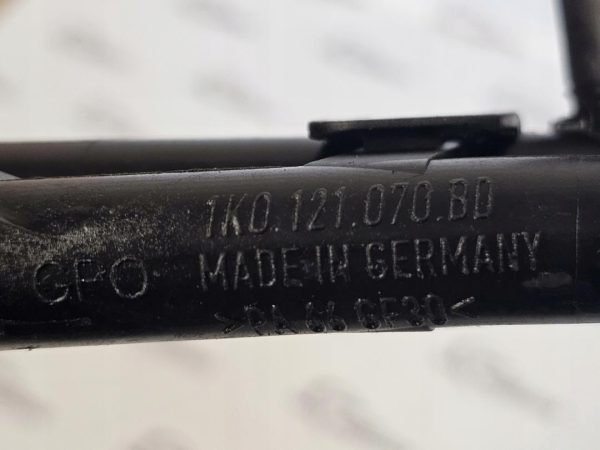 1K0.121.070.BD
GPO MADE IN GERMANY
>PA 66 GF30<